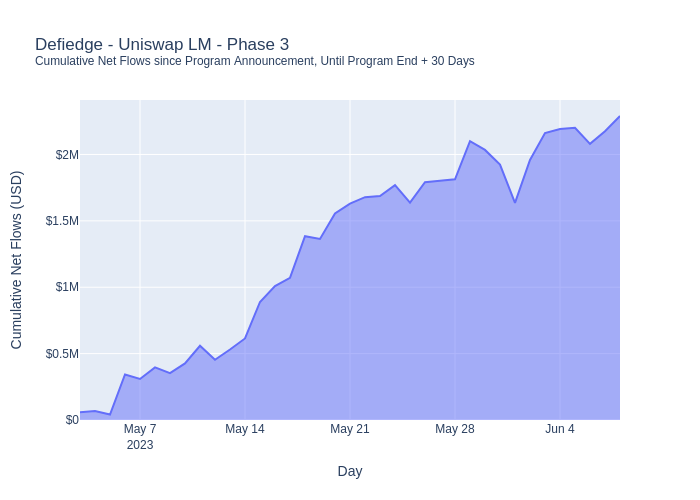 Defiedge - Uniswap LM - Phase 3
Cumulative Net Flows since Program Announcement, Until Program End + 30 Days
Cumulative Net Flows (USD)
$2M
$1.5M
$1M
$0.5M
$0
May 7
2023
May 14
May 21
May 28
Jun 4
Day